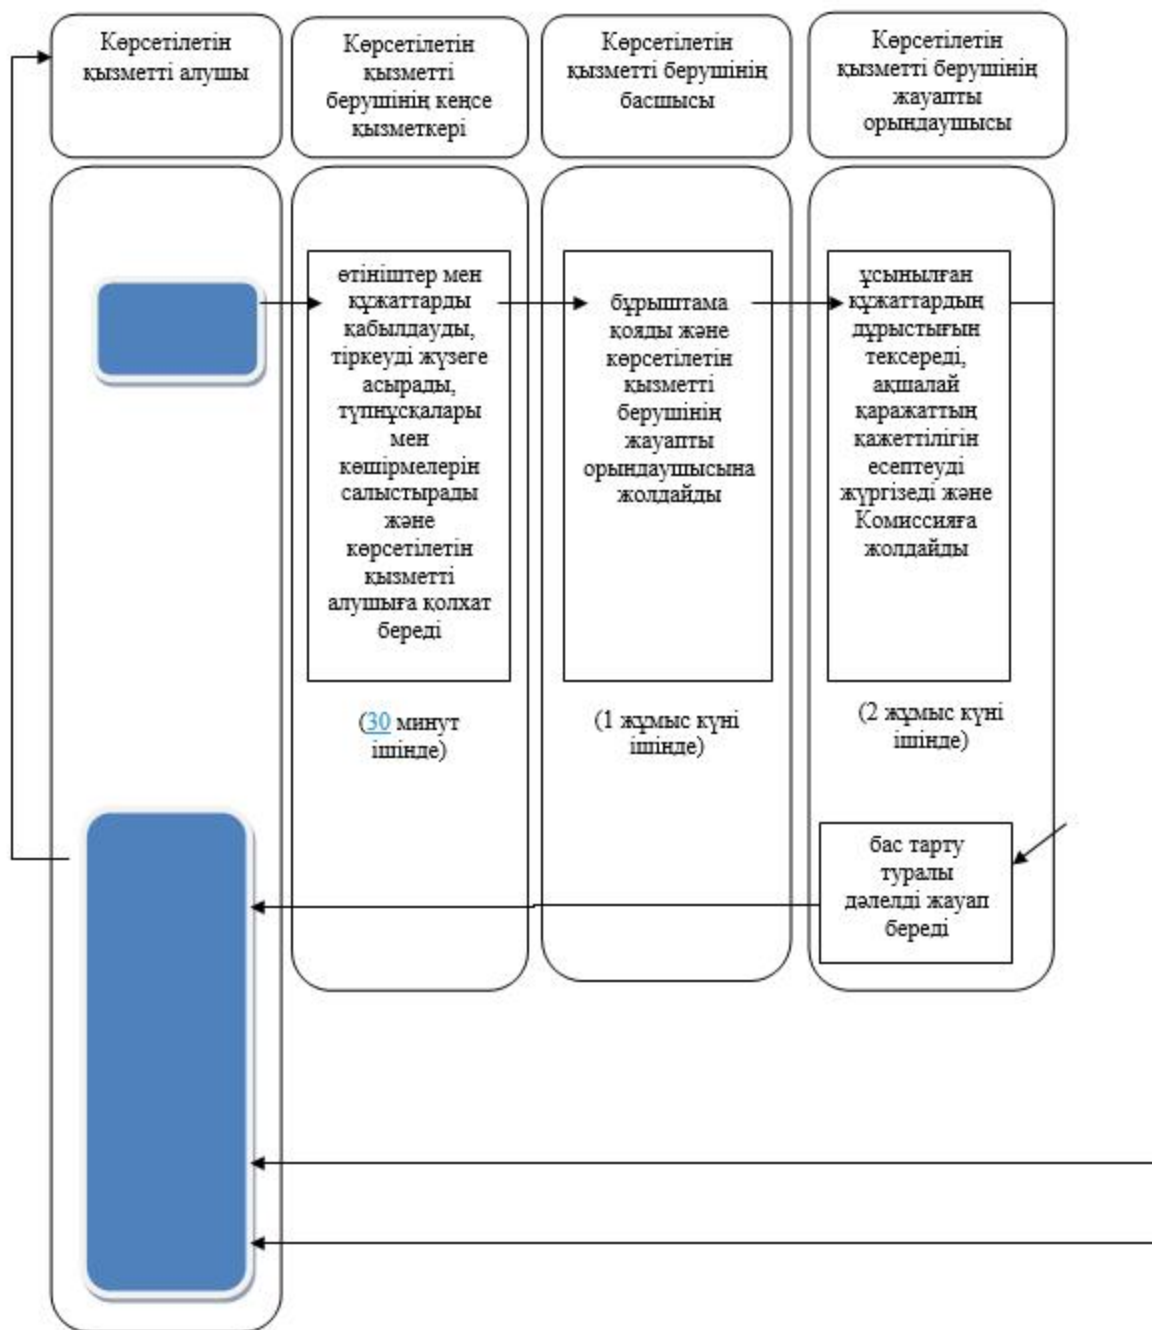 Көрсетілетін
қызметті алушы
Көрсетілетін
қызметті
берушінің кеңсе
қызметкері
Көрсетілетін
қызметті берушінің
басшысы
Көрсетілетін
қызметті берушінің
жауапты
орындаушысы
өтініштер мен
құжаттарды
қабылдауды,
тіркеуді жүзеге
асырады,
түпнұсқалары
мен
көшірмелерін
салыстырады
және
көрсетілетін
қызметті
алушыға қолхат
береді
(30 минут
ішінде)
бұрыштама
қояды және
көрсетілетін
қызметті
берушінің
жауапты
орындаушысына
жолдайды
(1 жұмыс күні
ішінде)
ұсынылған
құжаттардың
дұрыстығын
тексереді,
ақшалай
қаражаттың
қажеттілігін
есептеуді
жүргізеді және
Комиссияға
жолдайды
(2 жұмыс күні
ішінде)
бас тарту
туралы
дәлелді жауап
береді